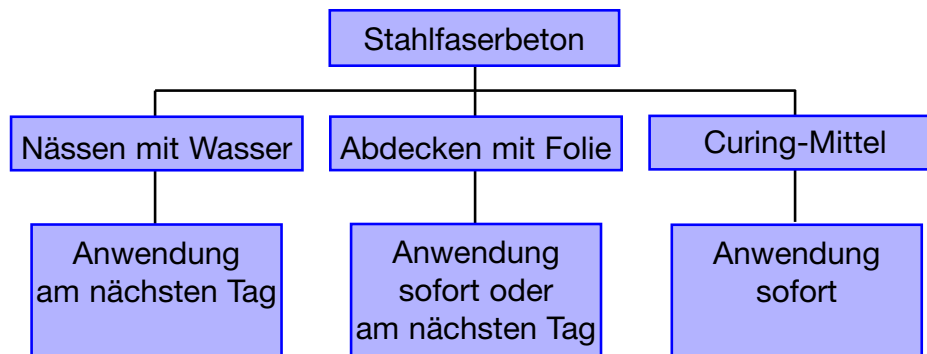 Stahlfaserbeton
Nässen mit Wasser
Abdecken mit Folie
Curing-Mittel
Anwendung
am nächsten Tag
Anwendung
sofort oder
am nächsten Tag
Anwendung
sofort